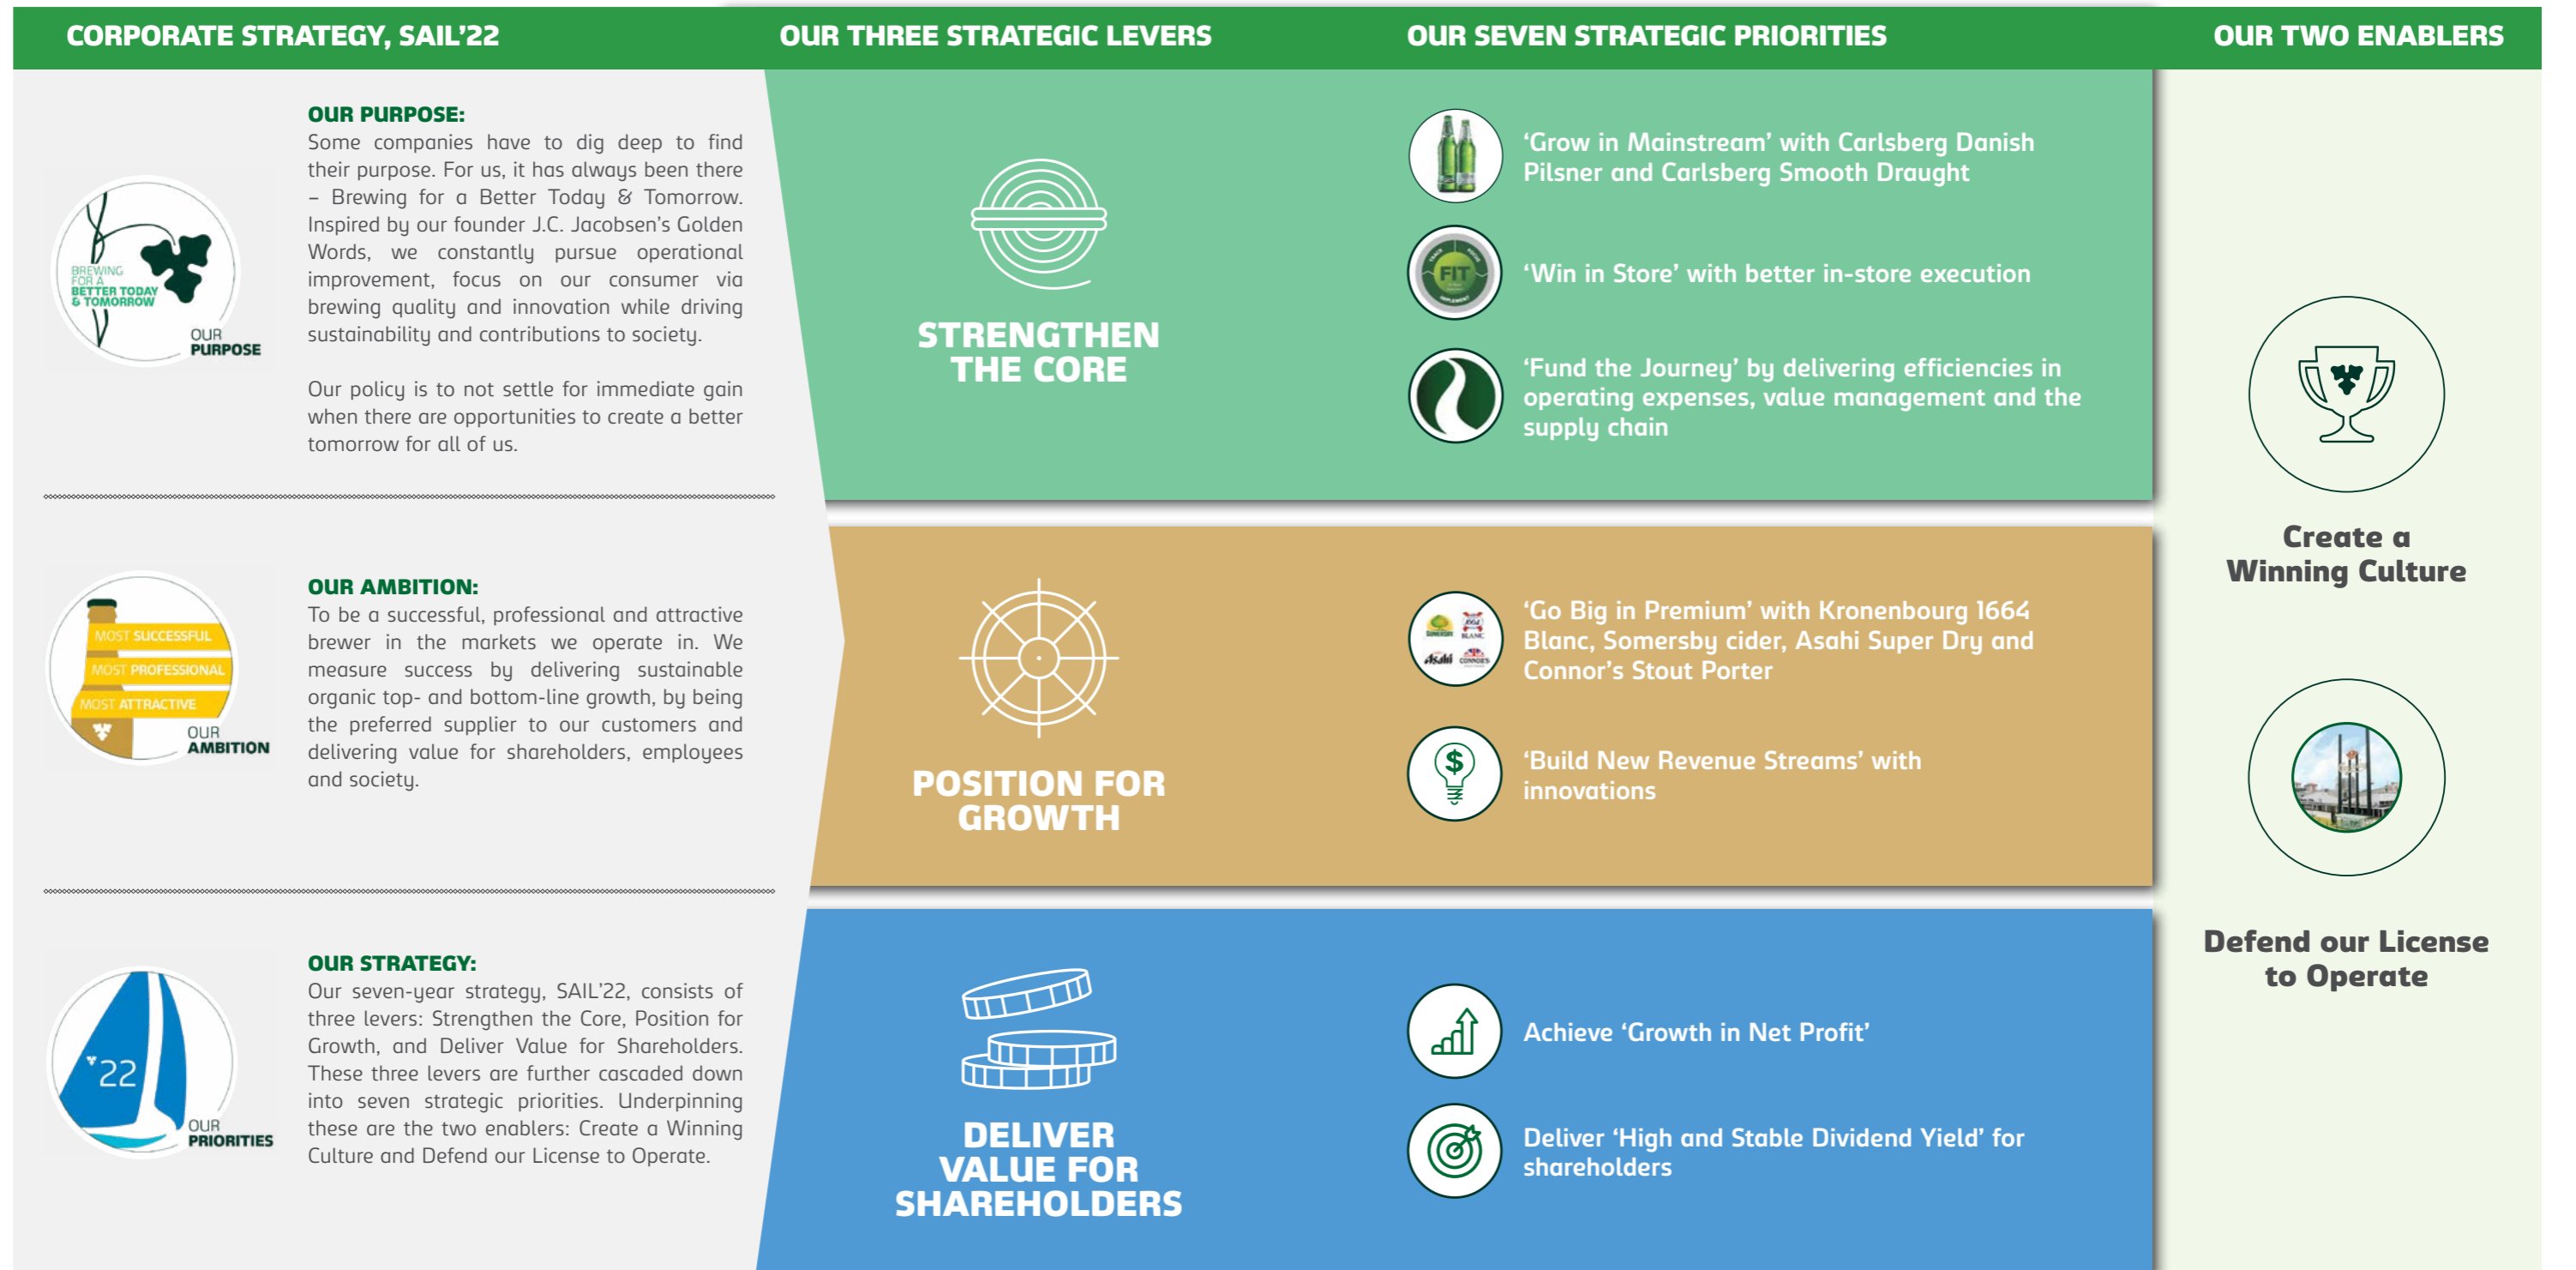 CORPORATE STRATEGY, SAIL’22
OUR THREE STRATEGIC LEVERS
OUR SEVEN STRATEGIC PRIORITIES
OUR TWO ENABLERS
BREWING
FOR A
BETTER TODAY
& TOMORROW
OUR
PURPOSE
OUR PURPOSE:
Some companies have to dig deep to find
their purpose. For us, it has always been there
– Brewing for a Better Today & Tomorrow.
Inspired by our founder J.C. Jacobsen’s Golden
Words, we constantly pursue operational
improvement, focus on our consumer via
brewing quality and innovation while driving
sustainability and contributions to society.
Our policy is to not settle for immediate gain
when there are opportunities to create a better
tomorrow for all of us.
MOST SUCCESSFUL
MOST PROFESSIONAL
MOST ATTRACTIVE
OUR
AMBITION
OUR AMBITION:
To be a successful, professional and attractive
brewer in the markets we operate in. We
measure success by delivering sustainable
organic top- and bottom-line growth, by being
the preferred supplier to our customers and
delivering value for shareholders, employees
and society.
’22
OUR
PRIORITIES
OUR STRATEGY:
Our seven-year strategy, SAIL’22, consists of
three levers: Strengthen the Core, Position for
Growth, and Deliver Value for Shareholders.
These three levers are further cascaded down
into seven strategic priorities. Underpinning
these are the two enablers: Create a Winning
Culture and Defend our License to Operate.
STRENGTHEN
THE CORE
‘Grow in Mainstream’ with Carlsberg Danish
Pilsner and Carlsberg Smooth Draught
FIT
IMPLEMENT
‘Win in Store’ with better in-store execution
‘Fund the Journey’ by delivering efficiencies in
operating expenses, value management and the
supply chain
POSITION FOR
GROWTH
SOMERSBY
1664
BLANC
Asahi
CONNOR'S
‘Go Big in Premium’ with Kronenbourg 1664
Blanc, Somersby cider, Asahi Super Dry and
Connor’s Stout Porter
$
‘Build New Revenue Streams’ with
innovations
DELIVER
VALUE FOR
SHAREHOLDERS
Achieve ‘Growth in Net Profit’
Deliver ‘High and Stable Dividend Yield’ for
shareholders
Create a
Winning Culture
Defend our License
to Operate